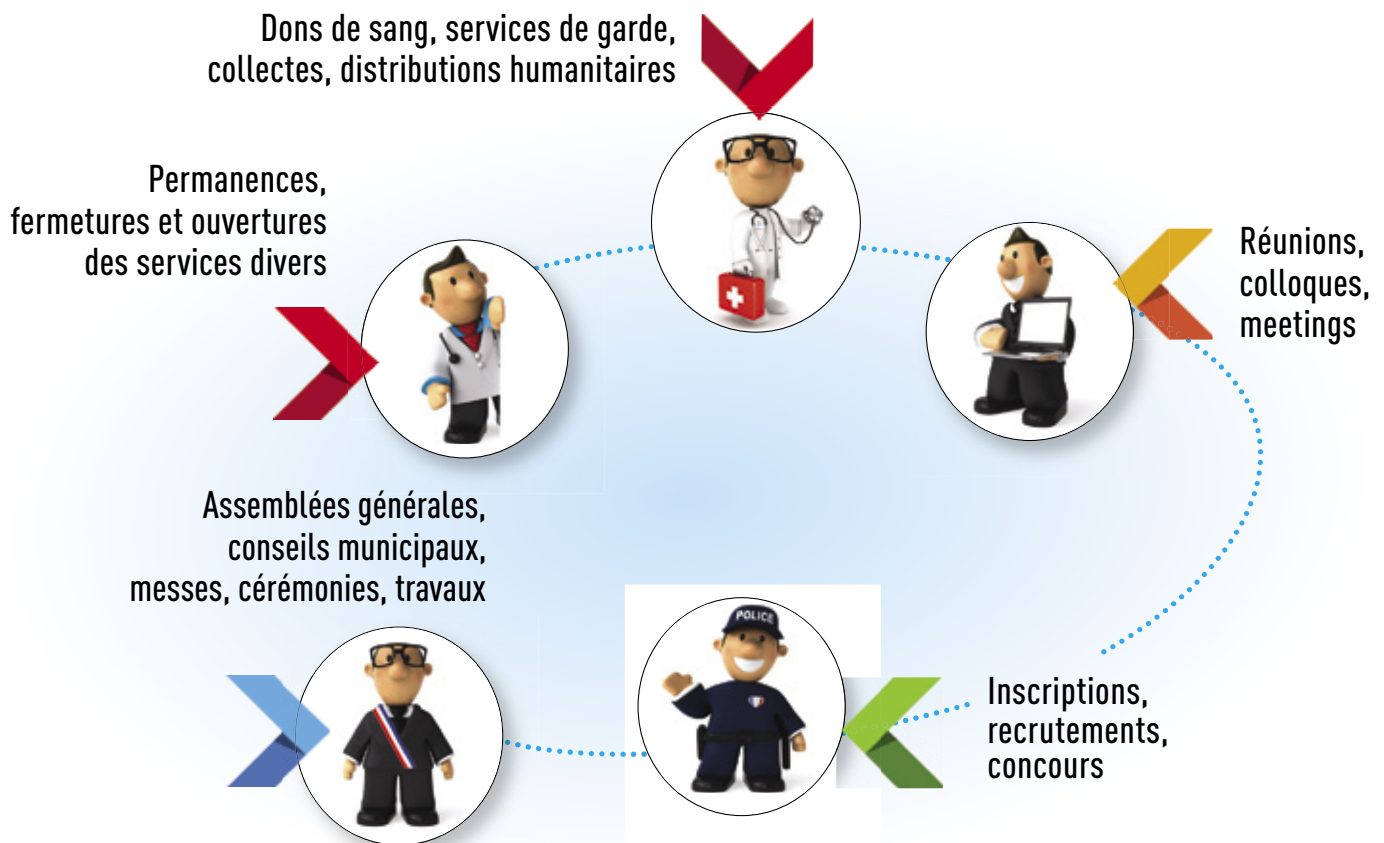 Dons de sang, services de garde,
collectes, distributions humanitaires
Permanences,
fermetures et ouvertures
des services divers
Réunions,
colloques,
meetings
Assemblées générales,
conseils municipaux,
messes, cérémonies, travaux
POLICE
Inscriptions,
recrutements,
concours